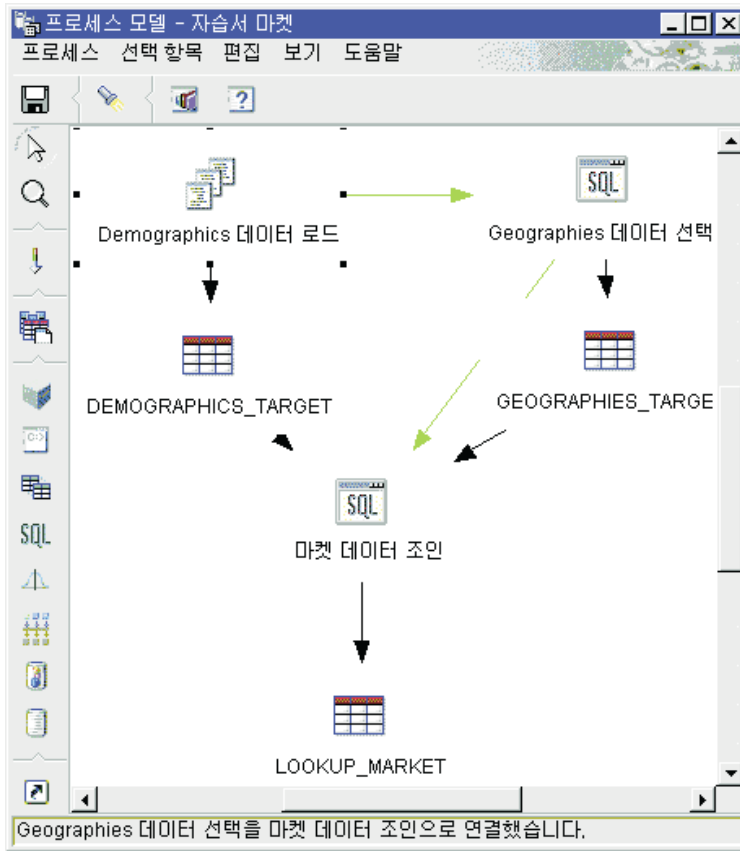 프로세스 모델 - 자습서 마켓
프로세스 선택 항목 편집 보기 도움말
Demographics 데이터 로드
SQL
Geographies 데이터 선택
DEMOGRAPHICS_TARGET
GEOGRAPHIES_TARGE
SQL
SQL
마켓 데이터 조인
LOOKUP_MARKET
Geographies 데이터 선택을 마켓 데이터 조인으로 연결했습니다.